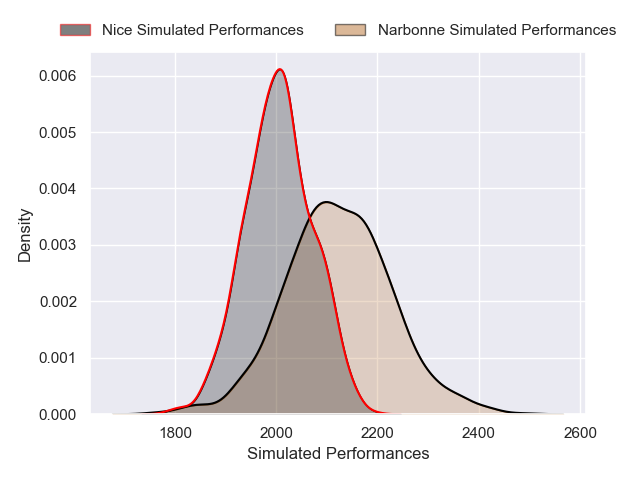 Nice Simulated Performances Narbonne Simulated Performances
0.006
0.005
0.004
0.003
0.002
0.001
0.000
1800 2000 2200 2400 2600
Density
Simulated Performances